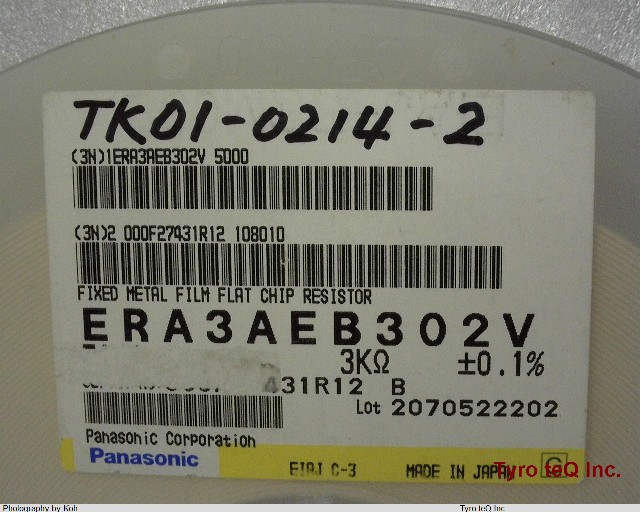 TK01-0214-2
(3N)1ERA3AEB302V 5000
(3N)2 000F27431R12 108010
FIXED METAL FILM FLAT CHIP RESISTOR
ERA3AEB302V
3KΩ ±0.1%
431R12 B
Lot 2070522202
Panasonic Corporation
Panasonic
EIAJ C-3 MADE IN JAPAN G
Tyro teQ Inc.
Photography by Koh Tyro teQ Inc